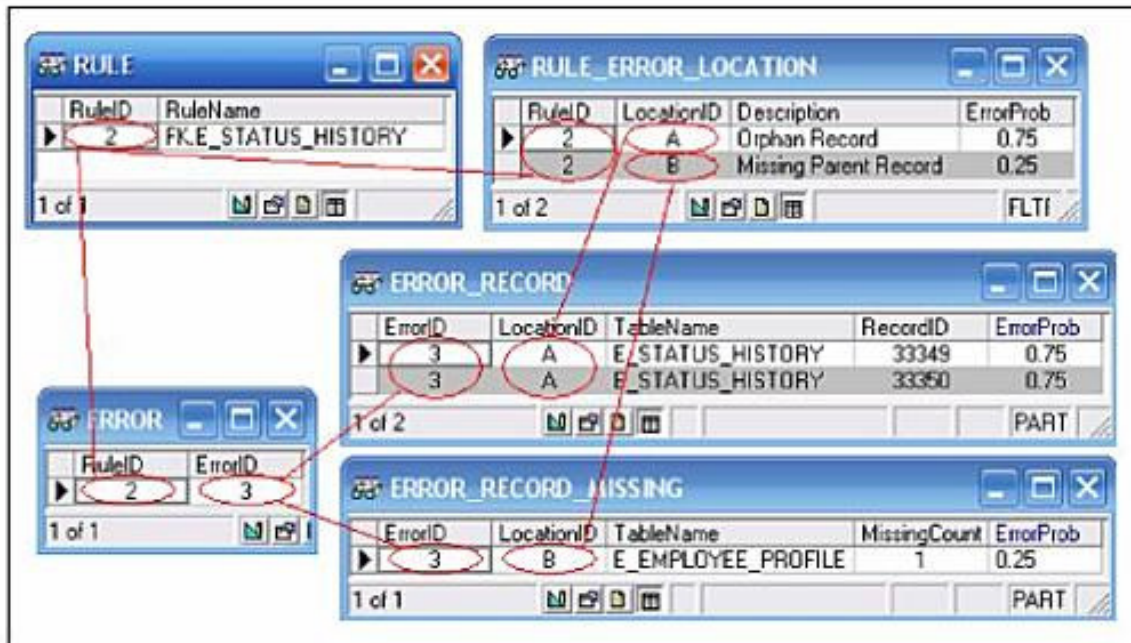 RULE
RuleID RuleName
2 FK.E_STATUS_HISTORY
1 of 1
RULE_ERROR_LOCATION
RuleID LocationID Description ErrorProb
2 A Orphan Record 0.75
2 B Missing Parent Record 0.25
1 of 2 FLTI
ERROR_RECORD
ErrorID LocationID TableName RecordID ErrorProb
3 A E_STATUS_HISTORY 33349 0.75
3 A E_STATUS_HISTORY 33350 0.75
1 of 2 PART
ERROR
RuleID ErrorID
2 3
1 of 1
ERROR_RECORD_MISSING
ErrorID LocationID TableName MissingCount ErrorProb
3 B E_EMPLOYEE_PROFILE 1 0.25
1 of 1 PART